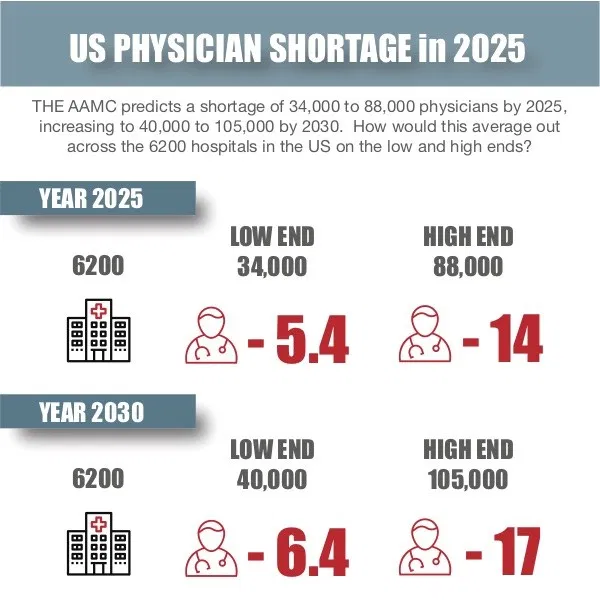 US PHYSICIAN SHORTAGE in 2025
THE AAMC predicts a shortage of 34,000 to 88,000 physicians by 2025,
increasing to 40,000 to 105,000 by 2030.  How would this average out
across the 6200 hospitals in the US on the low and high ends?
YEAR 2025
LOW END
HIGH END
6200
34,000
88,000
- 5.4
- 14
YEAR 2030
LOW END
HIGH END
6200
40,000
105,000
- 6.4
- 17